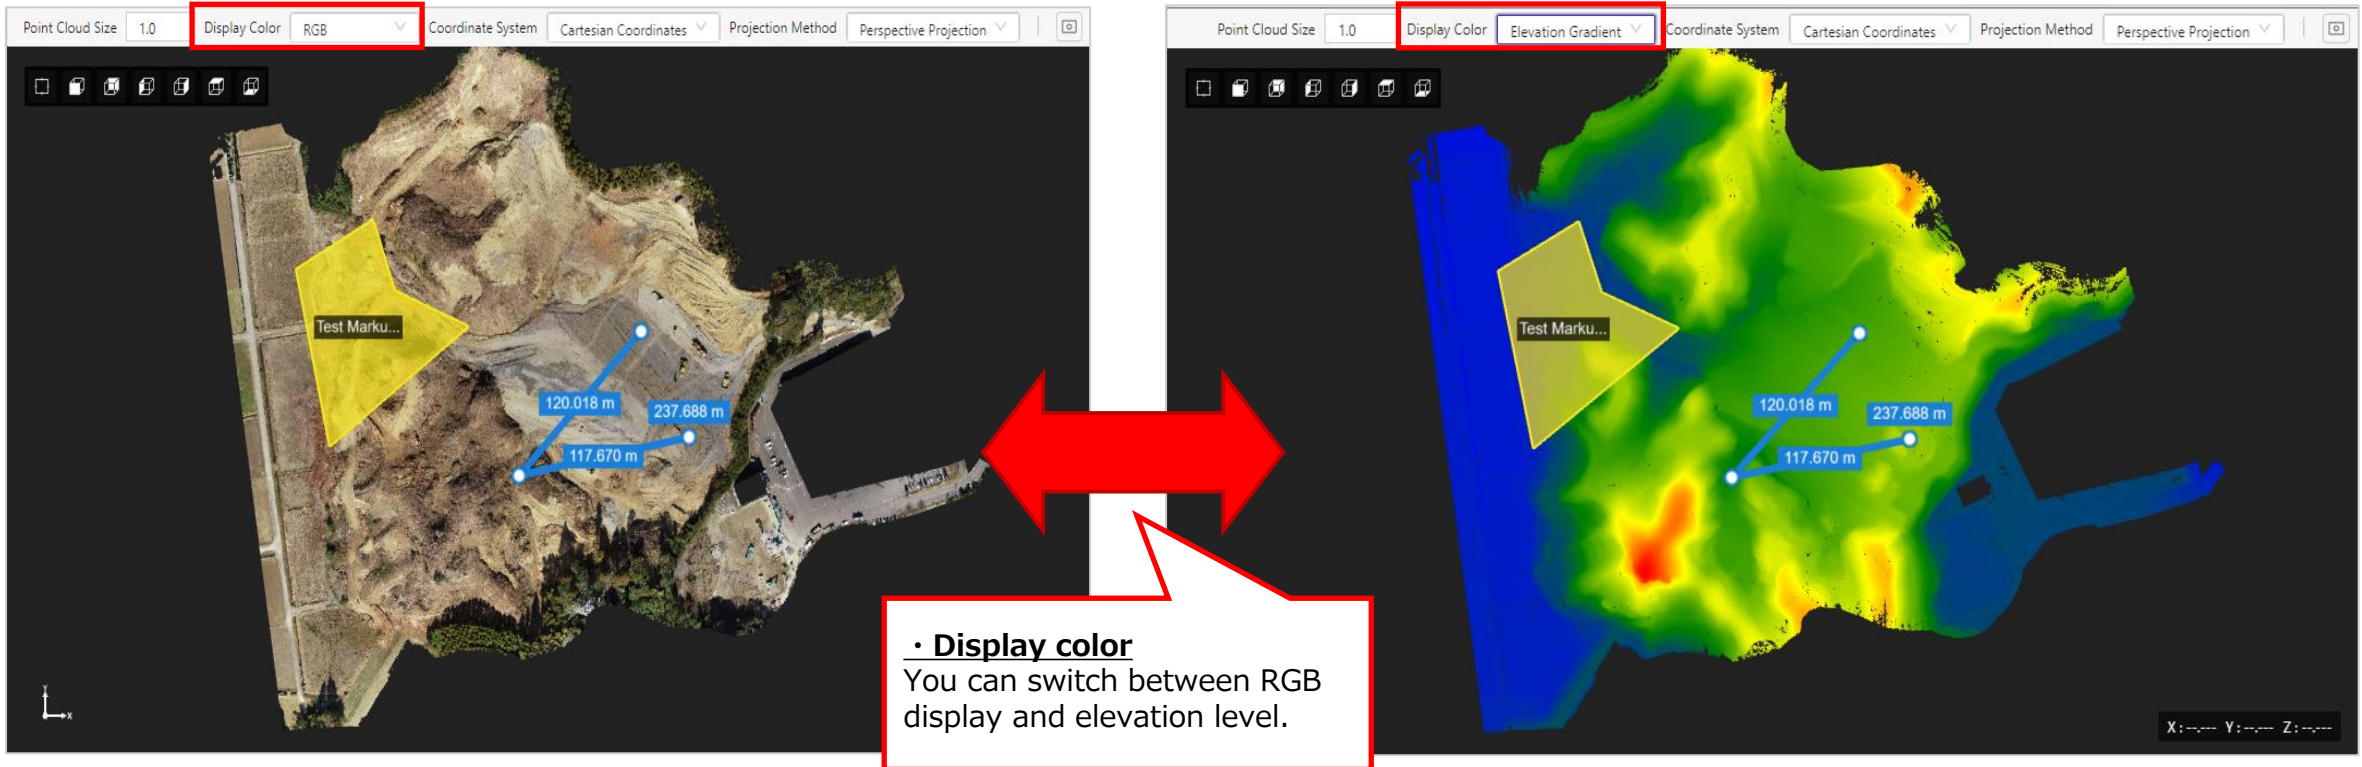 Point Cloud Size 1.0 Display Color RGB Coordinate System Cartesian Coordinates Projection Method Perspective Projection
Test Marku...
120.018 m
237.688 m
117.670 m
Y
X
Point Cloud Size 1.0 Display Color Elevation Gradient Coordinate System Cartesian Coordinates Projection Method Perspective Projection
Test Marku...
120.018 m
237.688 m
117.670 m
X:--.--- Y:--.--- Z:--.---
・Display color
You can switch between RGB
display and elevation level.